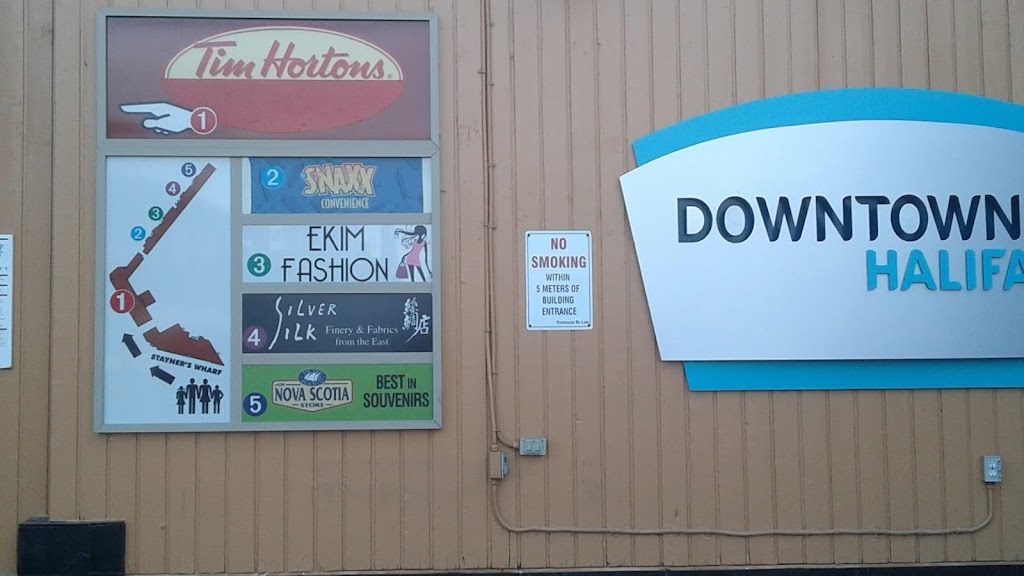 Tim Hortons
1
5
4
3
2
1
STAYNER'S WHARF
2
SNAXX
CONVENIENCE
3
EKIM
FASHION
4
SILVER
SILK
Finery & Fabrics
from the East
5
NOVA SCOTIA
STORE
BEST IN
SOUVENIRS
NO
SMOKING
WITHIN
5 METERS OF
BUILDING
ENTRANCE
DOWNTOWN
HALIFA